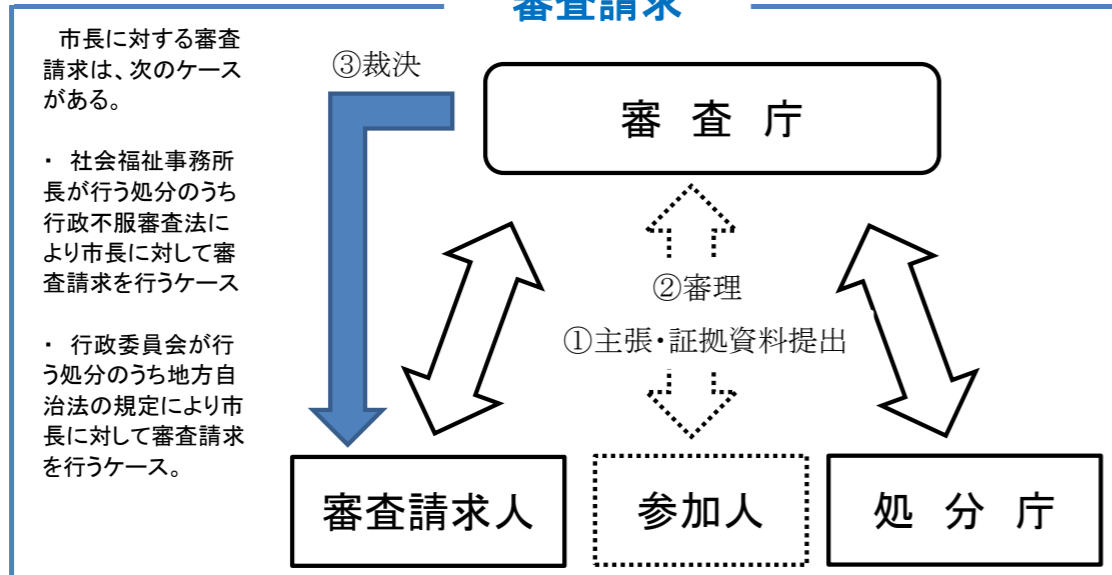 審査請求
市長に対する審査
請求は、次のケース
がある。
・ 社会福祉事務所
長が行う処分のうち
行政不服審査法に
より市長に対して審
査請求を行うケース
・ 行政委員会が行
う処分のうち地方自
治法の規定により市
長に対して審査請求
を行うケース。
③裁決
審 査 庁
②審理
①主張・証拠資料提出
審査請求人
参加人
処 分 庁